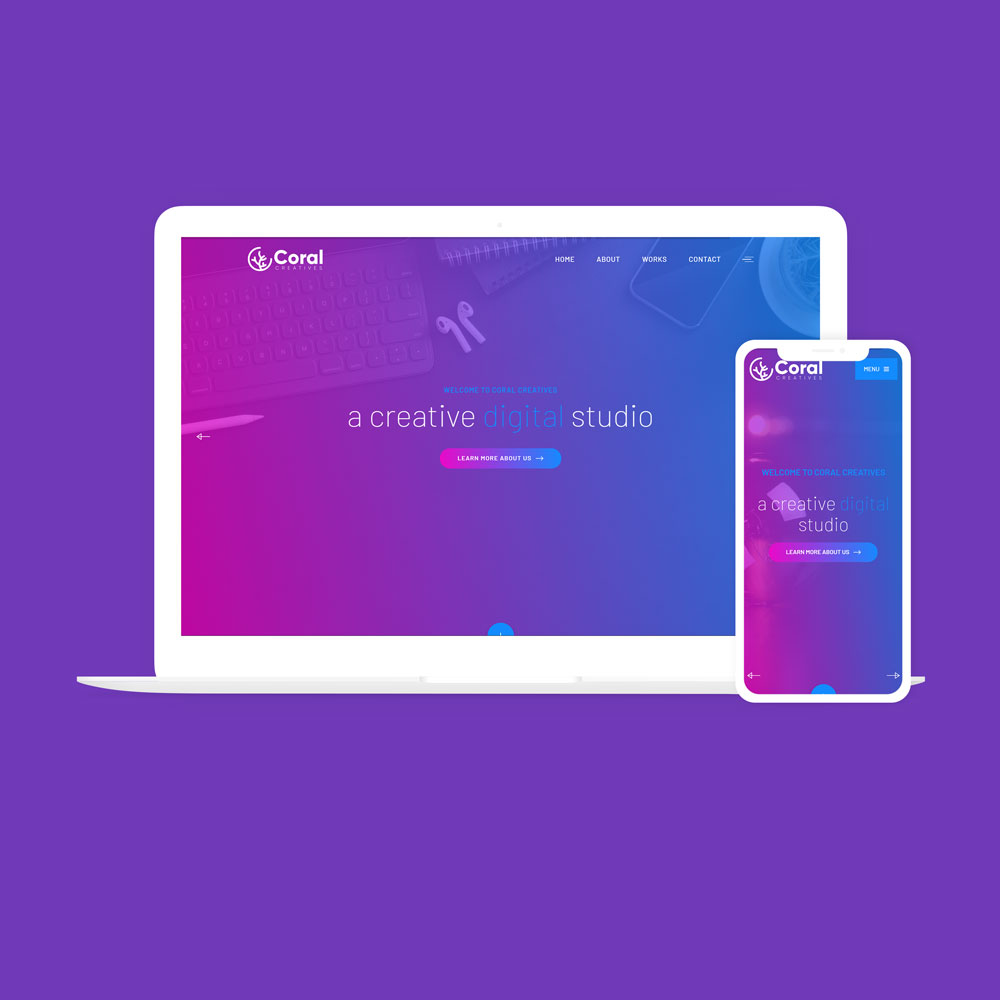 Coral
CREATIVES
HOME ABOUT WORKS CONTACT
WELCOME TO CORAL CREATIVES
a creative digital studio
LEARN MORE ABOUT US
Coral
CREATIVES
MENU
WELCOME TO CORAL CREATIVES
a creative digital
studio
LEARN MORE ABOUT US